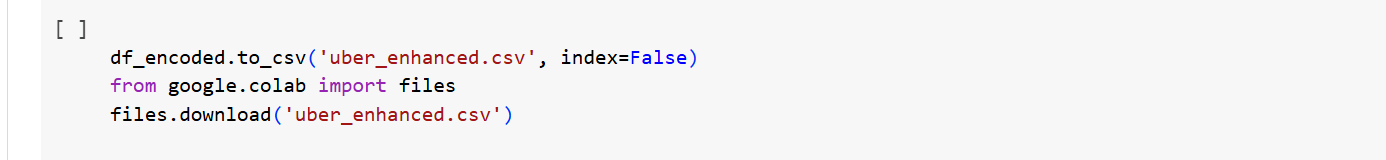 [ ]
df_encoded.to_csv('uber_enhanced.csv', index=False)
from google.colab import files
files.download('uber_enhanced.csv')